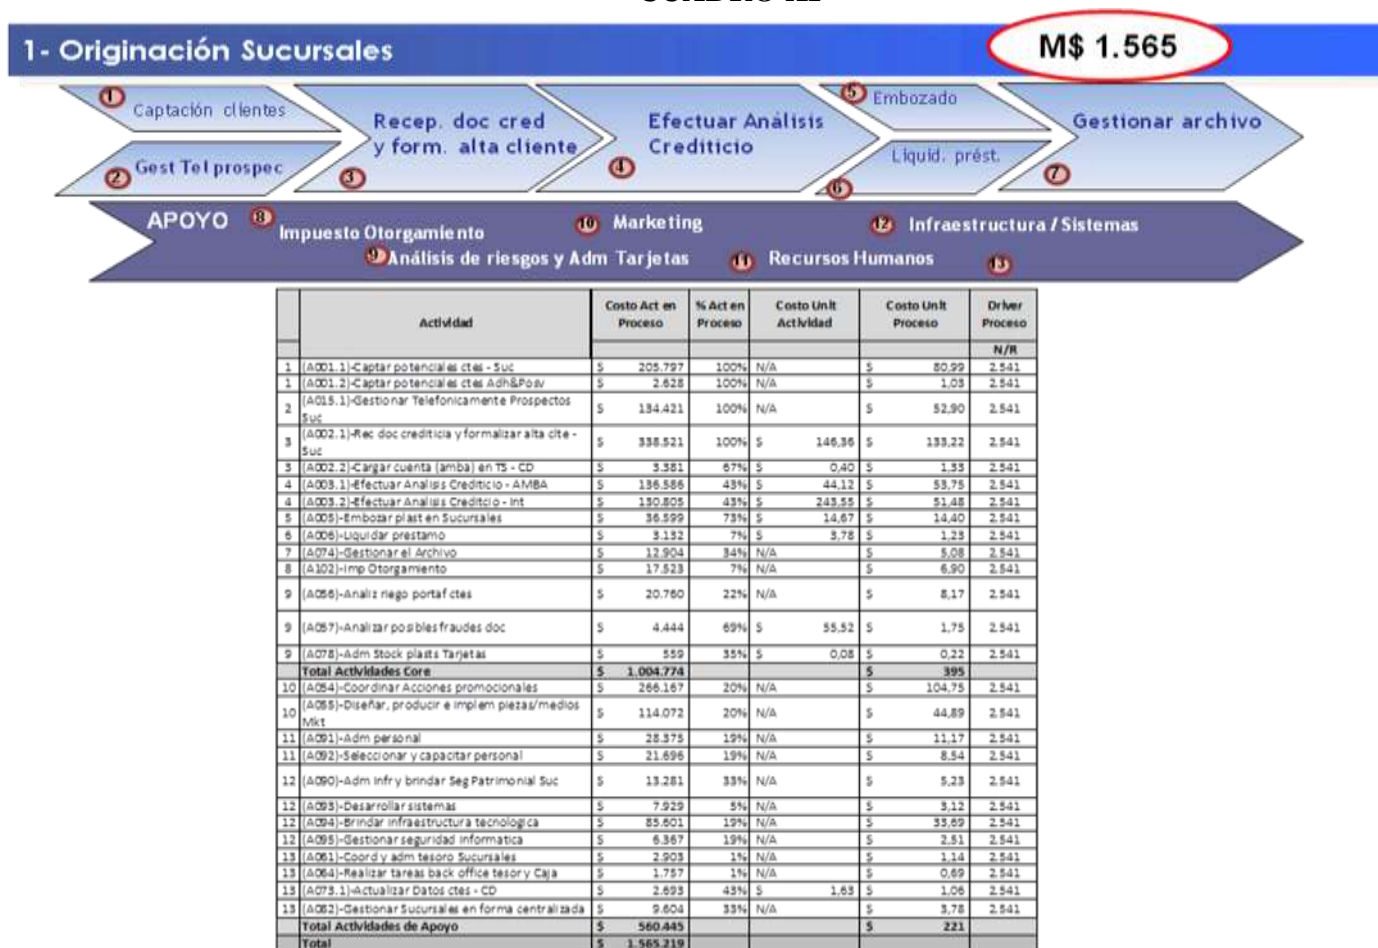 1- Originación Sucursales
M$ 1.565
1 Captación clientes
2 Gest Tel prospec
3 Recep. doc cred
y form. alta cliente
4 Efectuar Análisis
Crediticio
5 Embozado
6 Liquid. prést.
7 Gestionar archivo
APOYO
8 Impuesto Otorgamiento
9 Análisis de riesgos y Adm Tarjetas
10 Marketing
11 Recursos Humanos
12 Infraestructura / Sistemas
13
Actividad Costo Act en Proceso % Act en Proceso Costo Unit Actividad Costo Unit Proceso Driver Proceso
N/R
1 (A001.1)-Captar potenciales ctes - Suc $ 205.797 100% N/A $ 80,99 2.541
1 (A001.2)-Captar potenciales ctes Adh&Posv $ 2.628 100% N/A $ 1,03 2.541
2 (A015.1)-Gestionar Telefonicamente Prospectos Suc $ 134.421 100% N/A $ 52,90 2.541
3 (A002.1)-Rec doc crediticia y formalizar alta clte - Suc $ 338.521 100% $ 146,36 $ 133,22 2.541
3 (A002.2)-Cargar cuenta (amba) en TS - CD $ 3.381 67% $ 0,40 $ 1,33 2.541
4 (A003.1)-Efectuar Analisis Crediticio - AMBA $ 136.586 43% $ 44,12 $ 53,75 2.541
4 (A003.2)-Efectuar Analisis Creditcio - Int $ 130.805 43% $ 243,55 $ 51,48 2.541
5 (A005)-Embozar plast en Sucursales $ 36.599 73% $ 14,67 $ 14,40 2.541
6 (A006)-Liquidar prestamo $ 3.132 7% $ 3,78 $ 1,23 2.541
7 (A074)-Gestionar el Archivo $ 12.904 34% N/A $ 5,08 2.541
8 (A102)-Imp Otorgamiento $ 17.523 7% N/A $ 6,90 2.541
9 (A056)-Analiz riego portaf ctes $ 20.760 22% N/A $ 8,17 2.541
9 (A057)-Analizar posibles fraudes doc $ 4.444 69% $ 55,52 $ 1,75 2.541
9 (A078)-Adm Stock plasts Tarjetas $ 559 35% $ 0,08 $ 0,22 2.541
Total Actividades Core $ 1.004.774 $ 395
10 (A054)-Coordinar Acciones promocionales $ 266.167 20% N/A $ 104,75 2.541
10 (A055)-Diseñar, producir e implem piezas/medios Mkt $ 114.072 20% N/A $ 44,89 2.541
11 (A091)-Adm personal $ 28.375 19% N/A $ 11,17 2.541
11 (A092)-Seleccionar y capacitar personal $ 21.696 19% N/A $ 8,54 2.541
12 (A090)-Adm Infr y brindar Seg Patrimonial Suc $ 13.281 33% N/A $ 5,23 2.541
12 (A093)-Desarrollar sistemas $ 7.929 5% N/A $ 3,12 2.541
12 (A094)-Brindar infraestructura tecnologica $ 85.601 19% N/A $ 33,69 2.541
12 (A095)-Gestionar seguridad informatica $ 6.367 19% N/A $ 2,51 2.541
13 (A061)-Coord y adm tesoro Sucursales $ 2.903 1% N/A $ 1,14 2.541
13 (A064)-Realizar tareas back office tesor y Caja $ 1.757 1% N/A $ 0,69 2.541
13 (A073.1)-Actualizar Datos ctes - CD $ 2.693 43% $ 1,63 $ 1,06 2.541
13 (A082)-Gestionar Sucursales en forma centralizada $ 9.604 33% N/A $ 3,78 2.541
Total Actividades de Apoyo $ 560.445 $ 221
Total $ 1.565.219